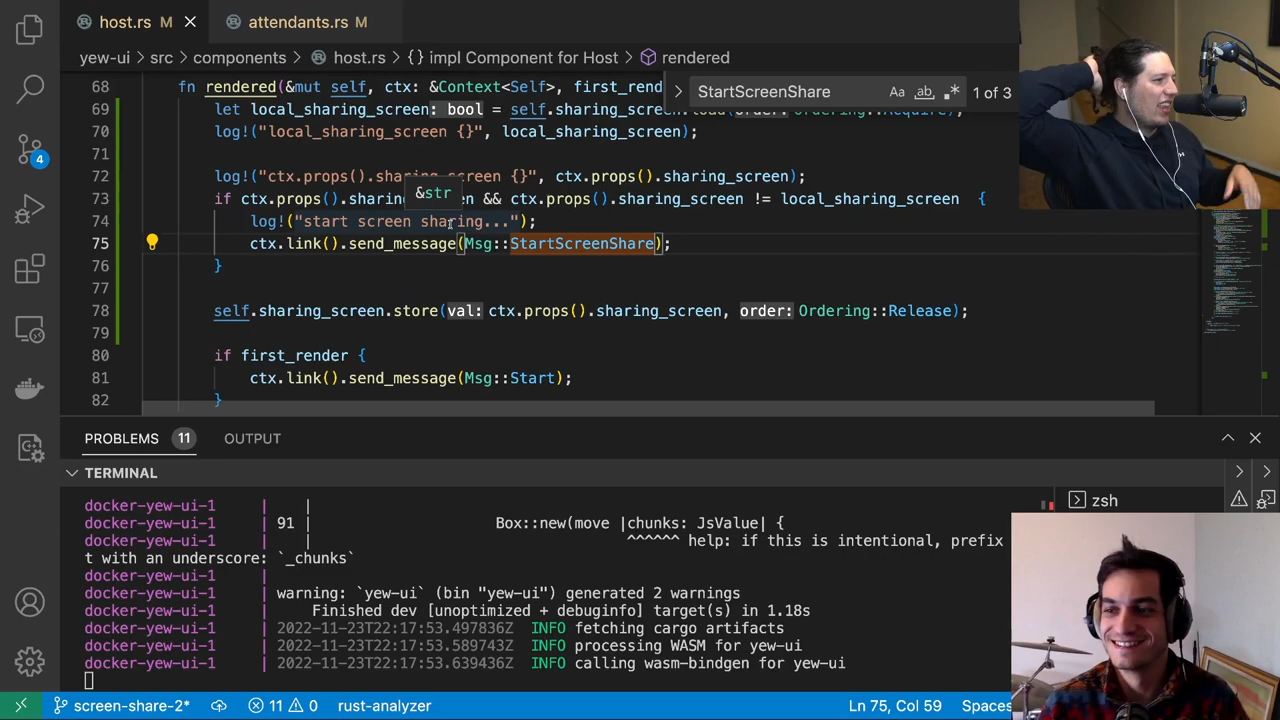 host.rs M
attendants.rs M
yew-ui › src › components › host.rs › {} impl Component for Host › rendered
StartScreenShare Aa ab .* 1 of 3
68 fn rendered(&mut self, ctx: &Context<Self>, first_rend
69 let local_sharing_screen: bool = self.sharing_scre
70 log!("local_sharing_screen {}", local_sharing_screen);
71
72 log!("ctx.props().sharing_screen {}", ctx.props().sharing_screen);
&str
73 if ctx.props().sharin en && ctx.props().sharing_screen != local_sharing_screen {
74 log!("start screen sharing...");
75 ctx.link().send_message(Msg::StartScreenShare);
76 }
77
78 self.sharing_screen.store(val: ctx.props().sharing_screen, order: Ordering::Release);
79
80 if first_render {
81 ctx.link().send_message(Msg::Start);
82 }
4
PROBLEMS 11 OUTPUT
TERMINAL
zsh
docker-yew-ui-1 | |
docker-yew-ui-1 | 91 | Box::new(move |chunks: JsValue| {
docker-yew-ui-1 | | ^^^^^^ help: if this is intentional, prefix
t with an underscore: `_chunks`
docker-yew-ui-1 |
docker-yew-ui-1 | warning: `yew-ui` (bin "yew-ui") generated 2 warnings
docker-yew-ui-1 | Finished dev [unoptimized + debuginfo] target(s) in 1.18s
docker-yew-ui-1 | 2022-11-23T22:17:53.497836Z INFO fetching cargo artifacts
docker-yew-ui-1 | 2022-11-23T22:17:53.589743Z INFO processing WASM for yew-ui
docker-yew-ui-1 | 2022-11-23T22:17:53.639436Z INFO calling wasm-bindgen for yew-ui
screen-share-2* 11 0 rust-analyzer Ln 75, Col 59 Spaces